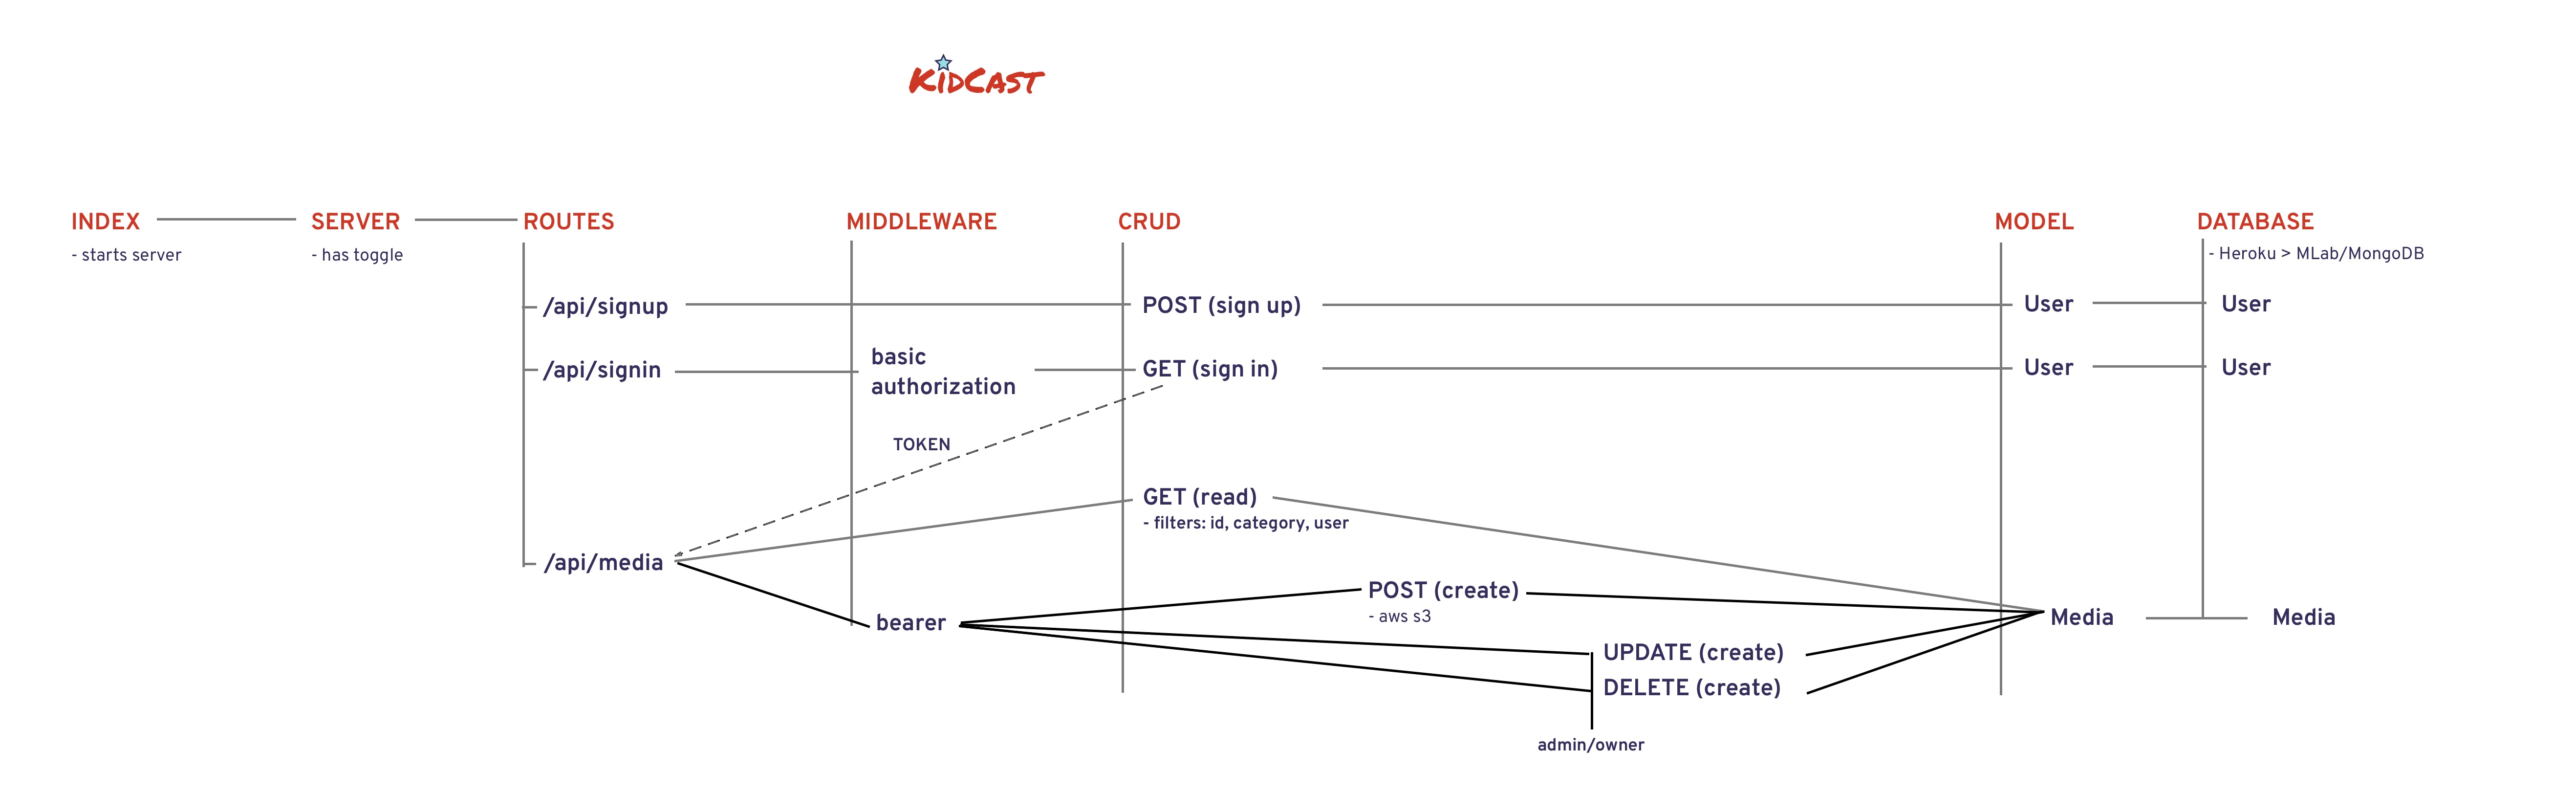 KIDCAST
INDEX
SERVER
ROUTES
MIDDLEWARE
CRUD
MODEL
DATABASE
- starts server
- has toggle
- Heroku > MLab/MongoDB
/api/signup
POST (sign up)
User
User
/api/signin
basic
authorization
GET (sign in)
User
User
TOKEN
GET (read)
- filters: id, category, user
/api/media
bearer
POST (create)
- aws s3
UPDATE (create)
DELETE (create)
admin/owner
Media
Media